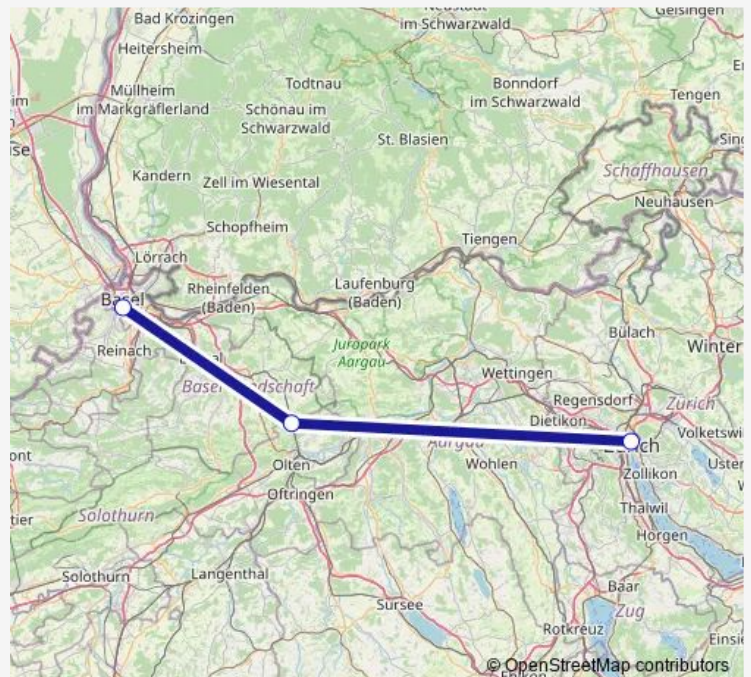 Bad Krozingen
im Schwarzwald
Geisingen
Heitersheim
Müllheim
im Markgräflerland
Todtnau
Bonndorf
im Schwarzwald
Tengen
Schönau im
Schwarzwald
St. Blasien
Schaffhausen
Kandern
Zell im Wiesental
Neuhausen
Schopfheim
Tiengen
Lörrach
Rheinfelden
(Baden)
Laufenburg
(Baden)
Basel
Bülach
Reinach
Jurapark
Aargau
Winter
Wettingen
Regensdorf
Zürich
Dietikon
Volketswi
Aargau
Olten
Wohlen
Uster
Zollikon
Oftringen
Thalwil
Solothurn
Horgen
Solothurn
Langenthal
Baar
Sursee
Zug
Rotkreuz
Einsie
© OpenStreetMap contributors